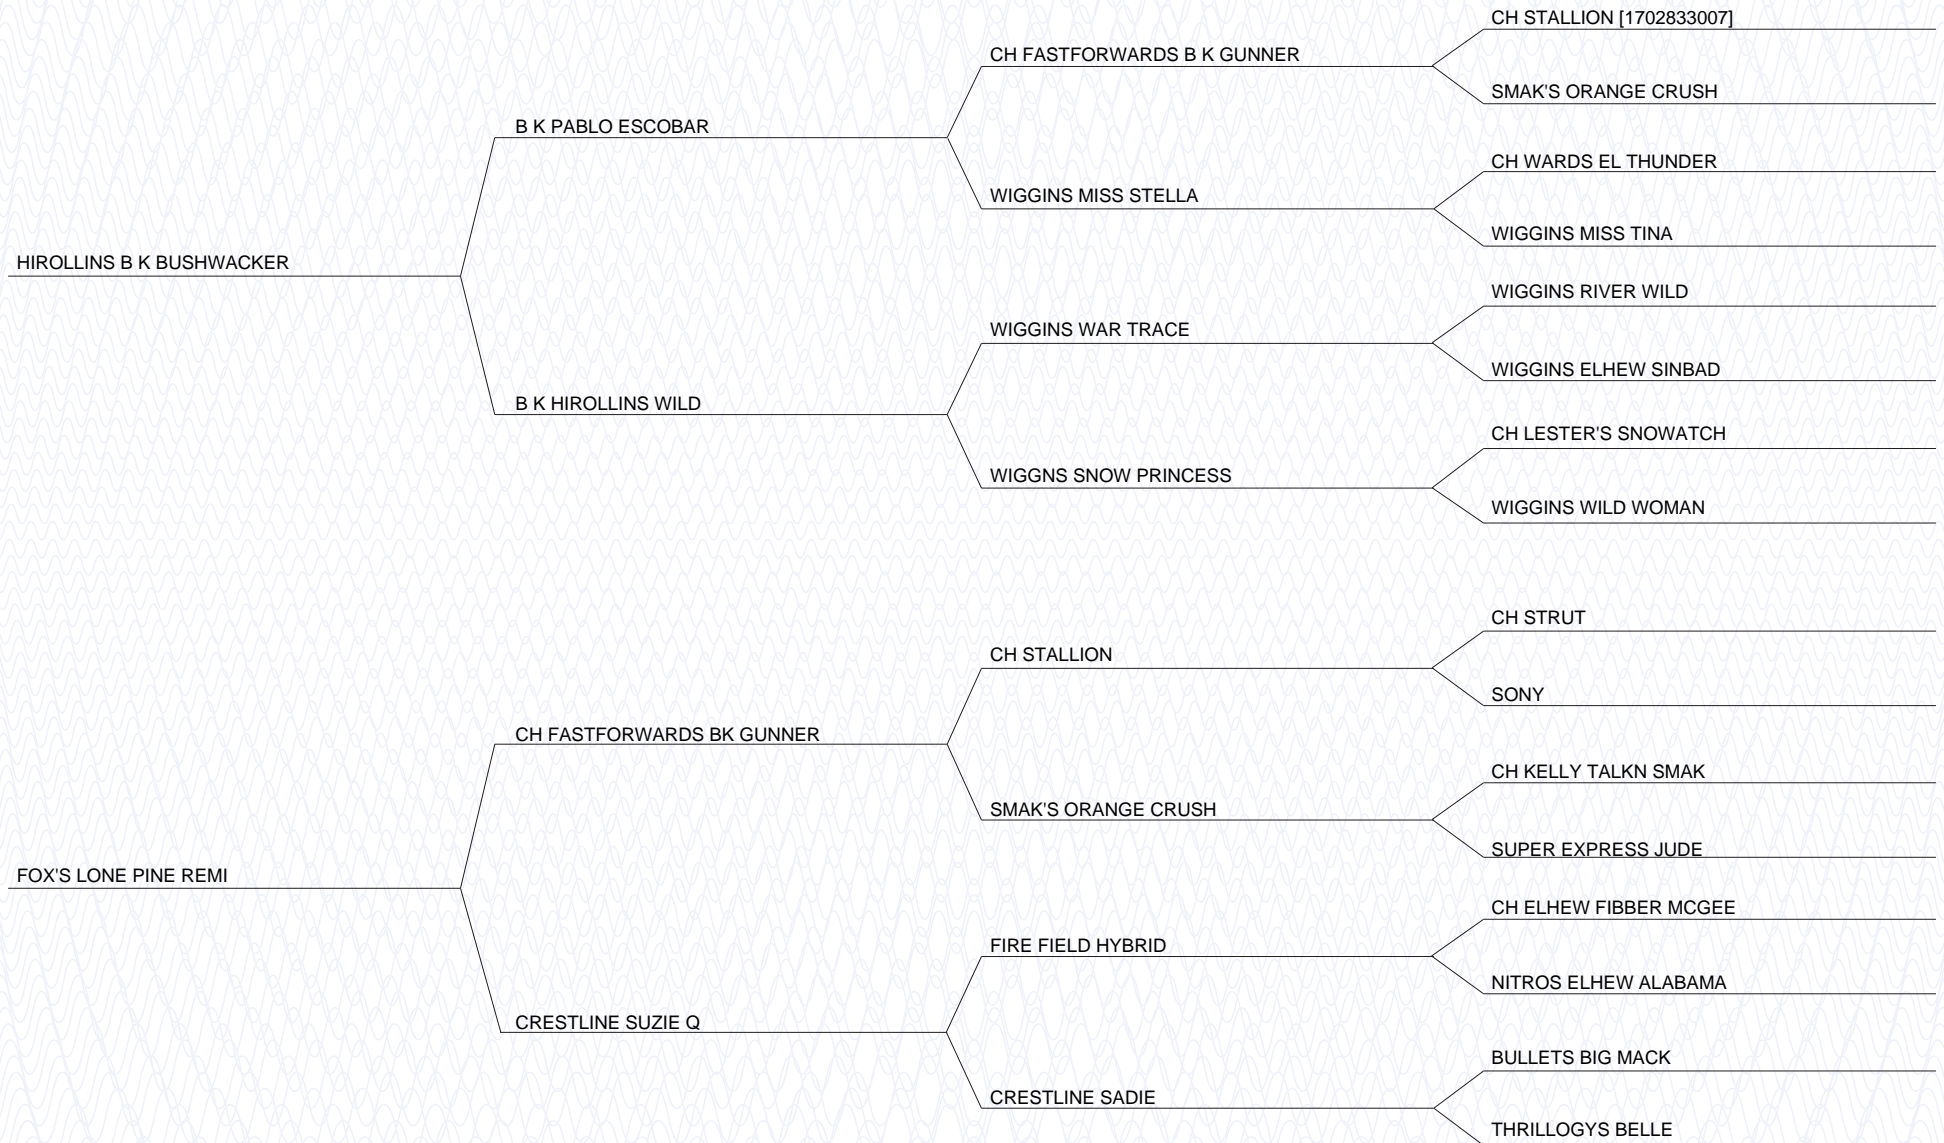 CH STALLION [1702833007]
CH FASTFORWARDS B K GUNNER
SMAK'S ORANGE CRUSH
B K PABLO ESCOBAR
CH WARDS EL THUNDER
WIGGINS MISS STELLA
WIGGINS MISS TINA
HIROLLINS B K BUSHWACKER
WIGGINS RIVER WILD
WIGGINS WAR TRACE
WIGGINS ELHEW SINBAD
B K HIROLLINS WILD
CH LESTER'S SNOWATCH
WIGGNS SNOW PRINCESS
WIGGINS WILD WOMAN
CH STRUT
CH STALLION
SONY
CH FASTFORWARDS BK GUNNER
CH KELLY TALKN SMAK
SMAK'S ORANGE CRUSH
SUPER EXPRESS JUDE
FOX'S LONE PINE REMI
CH ELHEW FIBBER MCGEE
FIRE FIELD HYBRID
NITROS ELHEW ALABAMA
CRESTLINE SUZIE Q
BULLETS BIG MACK
CRESTLINE SADIE
THRILLOGYS BELLE